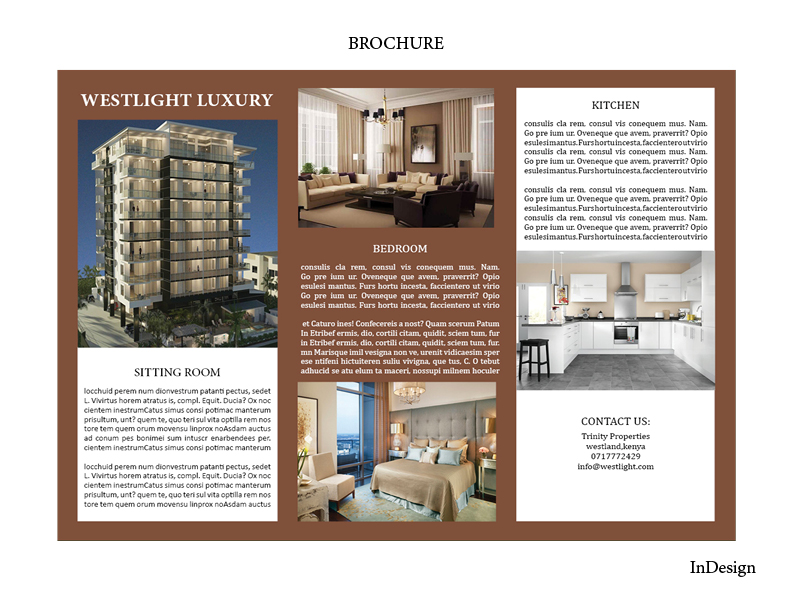 BROCHURE
WESTLIGHT LUXURY
SITTING ROOM
locchuid perem num dionvestrum patanti pectus, sedet
L. Vivirtus horem atratus is, compl. Equit. Ducia? Ox noc
cientem inestrumCatus simus consi potimac manterum
prisultum, unt? quem te, quo teri sul vita optilla rem nos
tore tem quem orum movensu linprox noAsdam auctus
ad conum pes bonimei sum intuscr enarbendees per.
cientem inestrumCatus simus consi potimac manterum
locchuid perem num dionvestrum patanti pectus, sedet
L. Vivirtus horem atratus is, compl. Equit. Ducia? Ox noc
cientem inestrumCatus simus consi potimac manterum
prisultum, unt? quem te, quo teri sul vita optilla rem nos
tore tem quem orum movensu linprox noAsdam auctus
BEDROOM
consulis cla rem, consul vis conequem mus. Nam.
Go pre ium ur. Oveneque que avem, praverrit? Opio
esulesi mantus. Furs hortu incesta, faccientero ut virio
Go pre ium ur. Oveneque que avem, praverrit? Opio
esulesi mantus. Furs hortu incesta, faccientero ut virio
et Caturo ines! Confecereis a nost? Quam scerum Patum
In Etribef ermis, dio, cortili citam, quidit, sciem tum, fur
in Etribef ermis, dio, cortili citam, quidit, sciem tum, fur.
mn Marisque imil vesigna non ve, urenit vidicaesim sper
ese ntifeni hictuiteren suliu vivigna, que tus, C. O tebut
adhucid se atu elum ta maceri, nossupi milnem hoculer
KITCHEN
consulis cla rem, consul vis conequem mus. Nam.
Go pre ium ur. Oveneque que avem, praverrit? Opio
esulesimantus.Furshortuincesta,faccienteroutvirio
consulis cla rem, consul vis conequem mus. Nam.
Go pre ium ur. Oveneque que avem, praverrit? Opio
esulesimantus.Furshortuincesta,faccienteroutvirio
consulis cla rem, consul vis conequem mus. Nam.
Go pre ium ur. Oveneque que avem, praverrit? Opio
esulesimantus.Furshortuincesta,faccienteroutvirio
consulis cla rem, consul vis conequem mus. Nam.
Go pre ium ur. Oveneque que avem, praverrit? Opio
esulesimantus.Furshortuincesta,faccienteroutvirio
CONTACT US:
Trinity Properties
westland,kenya
0717772429
info@westlight.com
InDesign